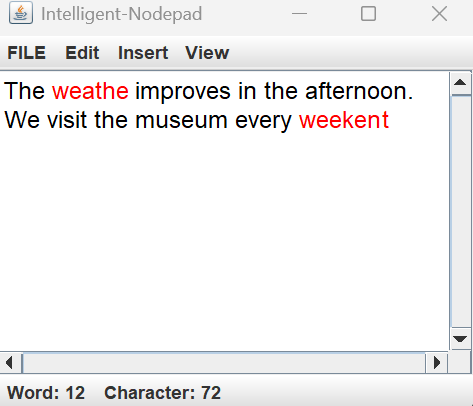 Intelligent-Nodepad
FILE Edit Insert View
The weathe improves in the afternoon.
We visit the museum every weekent
Word: 12 Character: 72